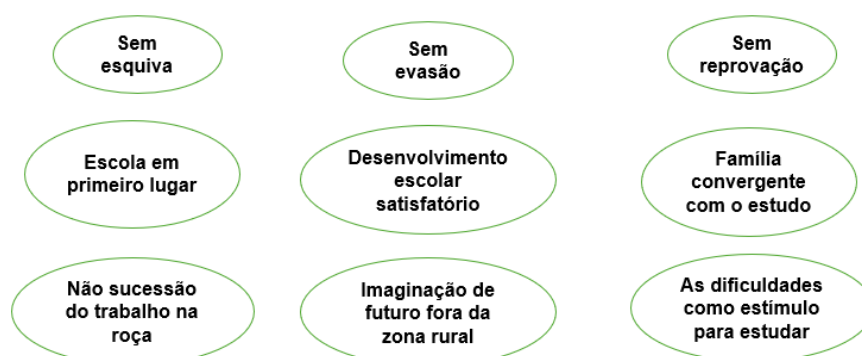 Sem
esquiva
Sem
evasão
Sem
reprovação
Escola em
primeiro lugar
Desenvolvimento
escolar
satisfatório
Família
convergente
com o estudo
Não sucessão
do trabalho na
roça
Imaginação de
futuro fora da
zona rural
As dificuldades
como estímulo
para estudar